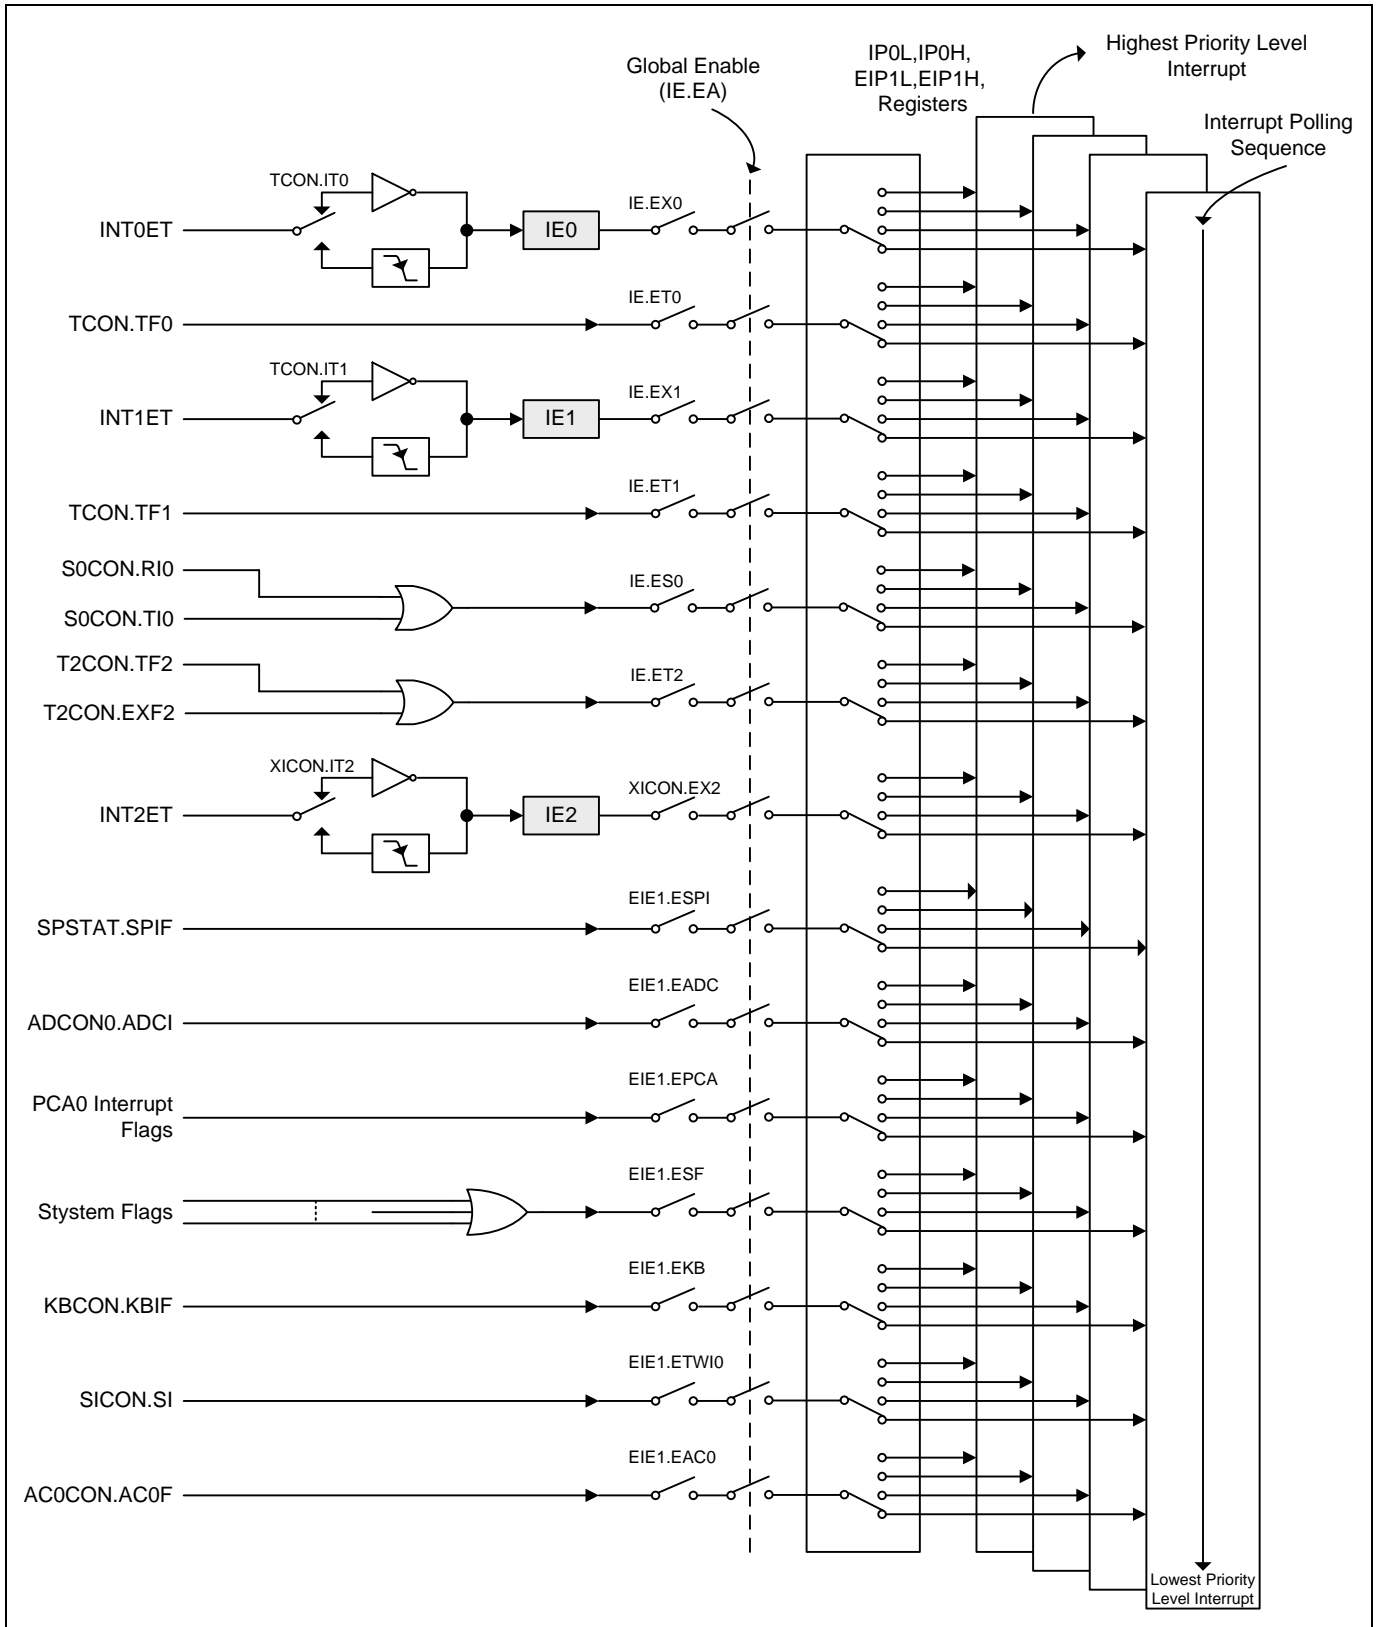 Highest Priority Level
Interrupt
IP0L,IP0H,
EIP1L,EIP1H,
Registers
Global Enable
(IE.EA)
Interrupt Polling
Sequence
TCON.IT0
INT0ET
IE0
IE.EX0
TCON.TF0
IE.ET0
TCON.IT1
INT1ET
IE1
IE.EX1
TCON.TF1
IE.ET1
S0CON.RI0
S0CON.TI0
IE.ES0
T2CON.TF2
T2CON.EXF2
IE.ET2
XICON.IT2
INT2ET
IE2
XICON.EX2
SPSTAT.SPIF
EIE1.ESPI
ADCON0.ADCI
EIE1.EADC
PCA0 Interrupt
Flags
EIE1.EPCA
Stystem Flags
EIE1.ESF
KBCON.KBIF
EIE1.EKB
SICON.SI
EIE1.ETWI0
AC0CON.AC0F
EIE1.EAC0
Lowest Priority
Level Interrupt